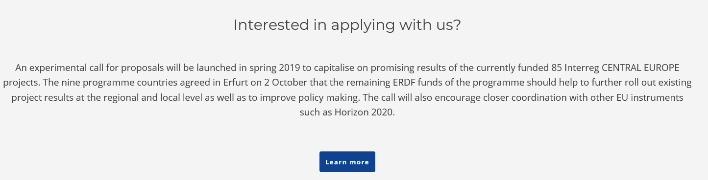 Interested in applying with us?
An experimental call for proposals will be launched in spring 2019 to capitalise on promising results of the currently funded 85 Interreg CENTRAL EUROPE
projects. The nine programme countries agreed in Erfurt on 2 October that the remaining ERDF funds of the programme should help to further roll out existing
project results at the regional and local level as well as to improve policy making. The call will also encourage closer coordination with other EU instruments
such as Horizon 2020.
Learn more